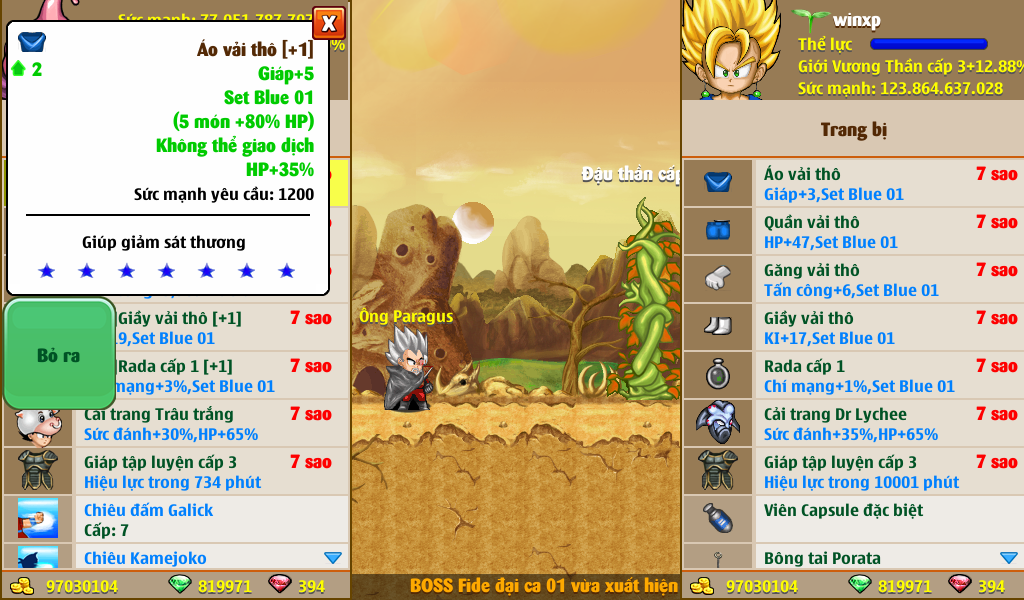 Sức mạnh: 77.051.787.707
%
X
Áo vải thô [+1]
2
Giáp+5
Set Blue 01
(5 món +80% HP)
Không thể giao dịch
HP+35%
Sức mạnh yêu cầu: 1200
Giúp giảm sát thương
Bỏ ra
Giầy vải thô [+1]
7 sao
9,Set Blue 01
Rada cấp 1 [+1]
7 sao
mạng+3%,Set Blue 01
Cải trang Trâu trắng
7 sao
Sức đánh+30%,HP+65%
Giáp tập luyện cấp 3
7 sao
Hiệu lực trong 734 phút
Chiêu đấm Galick
Cấp: 7
Chiêu Kamejoko
97030104
819971
394
Đậu thần cấp
Ông Paragus
BOSS Fide đại ca 01 vừa xuất hiện
winxp
Thể lực
Giới Vương Thần cấp 3+12.88%
Sức mạnh: 123.864.637.028
Trang bị
Áo vải thô
7 sao
Giáp+3,Set Blue 01
Quần vải thô
7 sao
HP+47,Set Blue 01
Găng vải thô
7 sao
Tấn công+6,Set Blue 01
Giầy vải thô
7 sao
KI+17,Set Blue 01
Rada cấp 1
7 sao
Chí mạng+1%,Set Blue 01
Cải trang Dr Lychee
7 sao
Sức đánh+35%,HP+65%
Giáp tập luyện cấp 3
7 sao
Hiệu lực trong 10001 phút
Viên Capsule đặc biệt
Bông tai Porata
97030104
819971
394